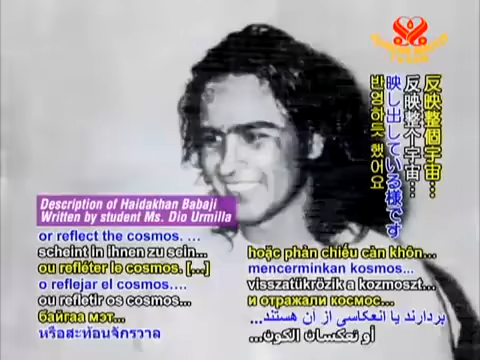 反映整個宇宙…
反映整个宇宙…
映し出している様です
반영하듯 했어요
Description of Haidakhan Babaji
Written by student Ms. Dio Urmilla
or reflect the cosmos. …
scheint in Ihnen zu sein...
ou refléter le cosmos. [...]
o reflejar el cosmos….
ou refletir os cosmos...
байгаа мэт...
หรือสะท้อนจักรวาล
hoặc phản chiếu càn khôn...
mencerminkan kosmos...
visszatükrözik a kozmoszt...
и отражали космос...
بردارند یا انعکاسی از آن هستند...
أو تعكسان الكون...